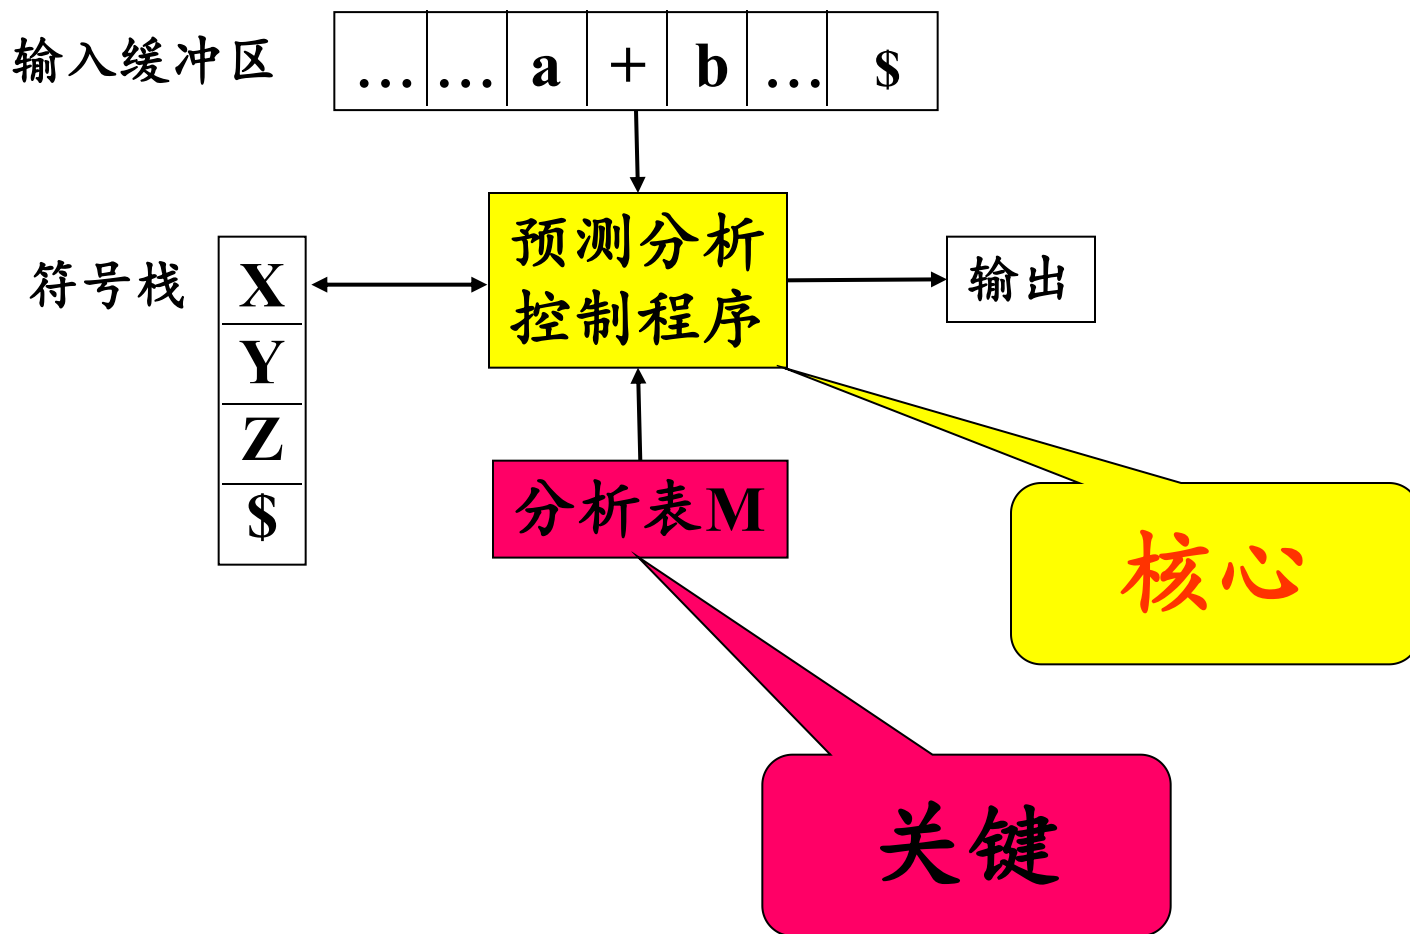 输入缓冲区
… … a + b … $
符号栈
X
Y
Z
$
预测分析
控制程序
输出
分析表M
核心
关键